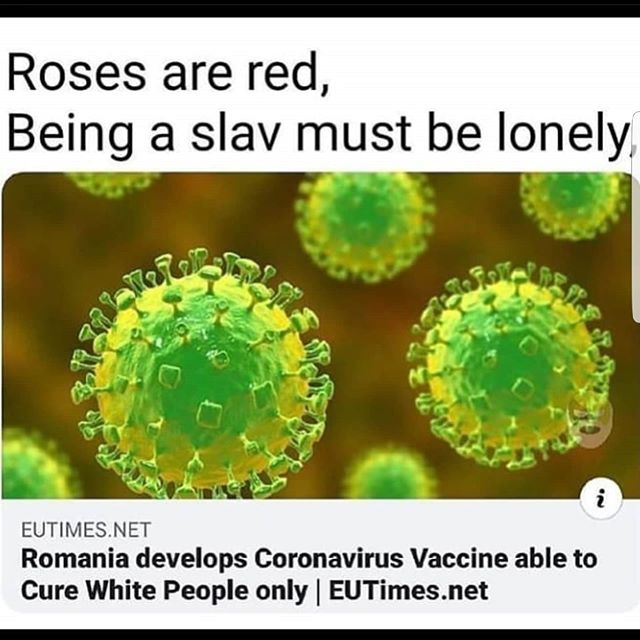 Roses are red,
Being a slav must be lonely,
i
EUTIMES.NET
Romania develops Coronavirus Vaccine able to
Cure White People only | EUTimes.net